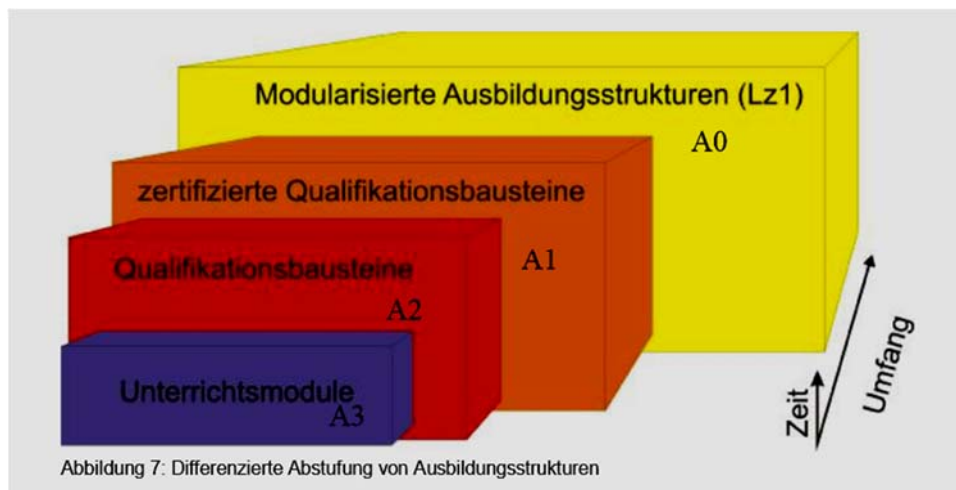 Modularisierte Ausbildungsstrukturen (Lz1)
A0
zertifizierte Qualifikationsbausteine
A1
Qualifikationsbausteine
A2
Unterrichtsmodule
A3
Zeit
Umfang
Abbildung 7: Differenzierte Abstufung von Ausbildungsstrukturen